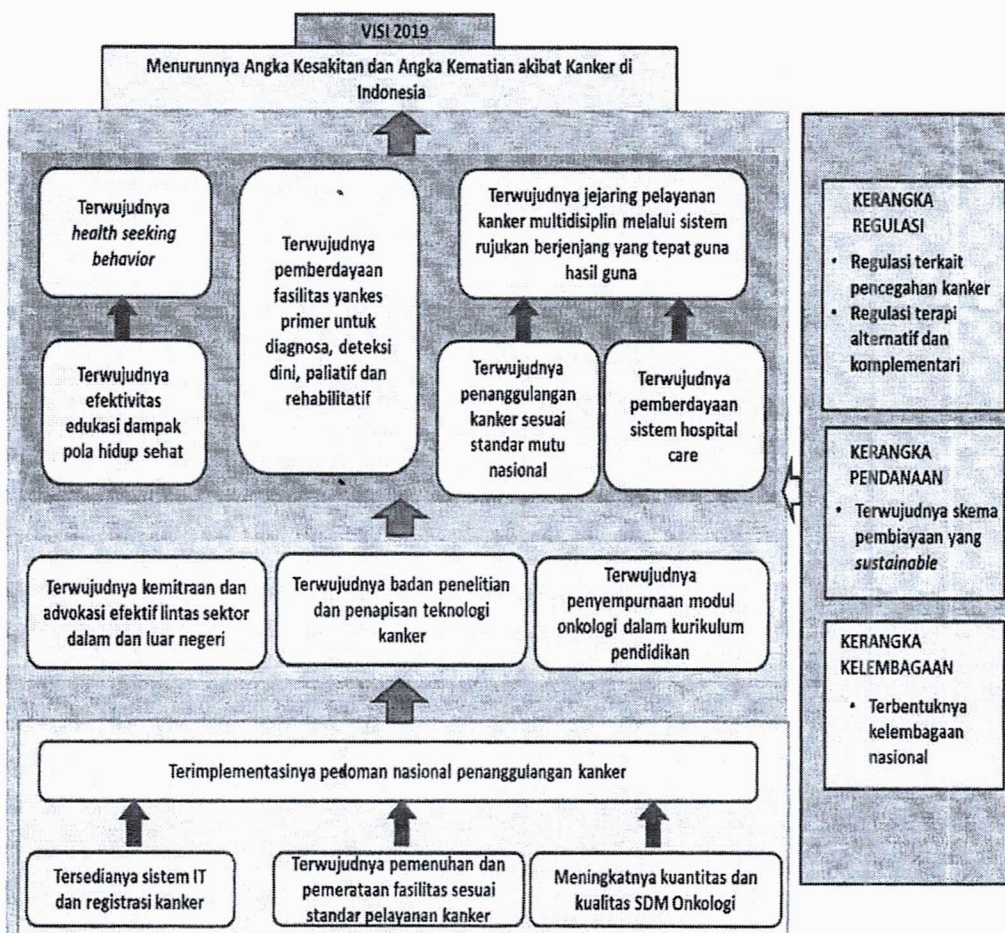 VISI 2019
Menurunnya Angka Kesakitan dan Angka Kematian akibat Kanker di
Indonesia
Terwujudnya
health seeking
behavior
Terwujudnya
efektivitas
edukasi dampak
pola hidup sehat
Terwujudnya
pemberdayaan
fasilitas yankes
primer untuk
diagnosa, deteksi
dini, paliatif dan
rehabilitatif
Terwujudnya jejaring pelayanan
kanker multidisiplin melalui sistem
rujukan berjenjang yang tepat guna
hasil guna
Terwujudnya
penanggulangan
kanker sesuai
standar mutu
nasional
Terwujudnya
pemberdayaan
sistem hospital
care
Terwujudnya kemitraan dan
advokasi efektif lintas sektor
dalam dan luar negeri
Terwujudnya badan penelitian
dan penapisan teknologi
kanker
Terwujudnya
penyempurnaan modul
onkologi dalam kurikulum
pendidikan
Terimplementasinya pedoman nasional penanggulangan kanker
Tersedianya sistem IT
dan registrasi kanker
Terwujudnya pemenuhan dan
pemerataan fasilitas sesuai
standar pelayanan kanker
Meningkatnya kuantitas dan
kualitas SDM Onkologi
KERANGKA
REGULASI
• Regulasi terkait
pencegahan kanker
• Regulasi terapi
alternatif dan
komplementari
KERANGKA
PENDANAAN
• Terwujudnya skema
pembiayaan yang
sustainable
KERANGKA
KELEMBAGAAN
• Terbentuknya
kelembagaan
nasional